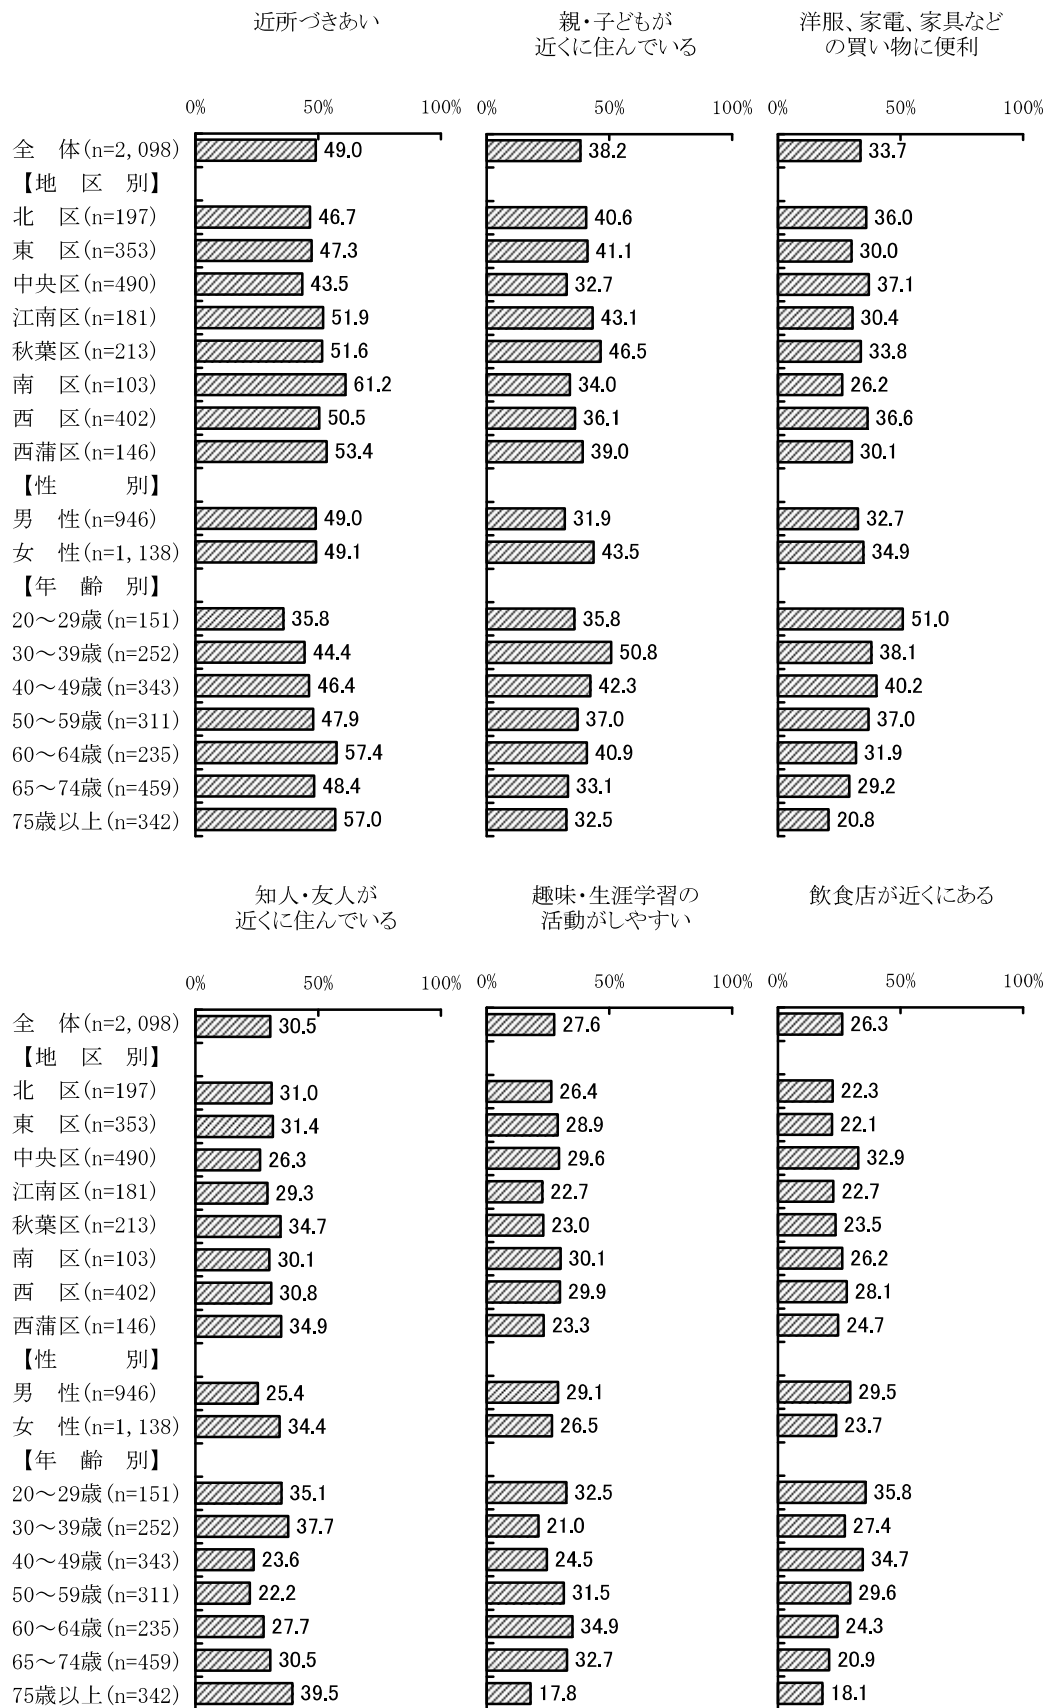 近所づきあい 親・子どもが 洋服、家電、家具など
近くに住んでいる の買い物に便利
0% 50% 100% 0% 50% 100% 0% 50% 100%
全 体(n=2,098) 49.0 38.2 33.7
【地 区 別】
北 区(n=197) 46.7 40.6 36.0
東 区(n=353) 47.3 41.1 30.0
中央区(n=490) 43.5 32.7 37.1
江南区(n=181) 51.9 43.1 30.4
秋葉区(n=213) 51.6 46.5 33.8
南 区(n=103) 61.2 34.0 26.2
西 区(n=402) 50.5 36.1 36.6
西蒲区(n=146) 53.4 39.0 30.1
【性 別】
男 性(n=946) 49.0 31.9 32.7
女 性(n=1,138) 49.1 43.5 34.9
【年 齢 別】
20～29歳(n=151) 35.8 35.8 51.0
30～39歳(n=252) 44.4 50.8 38.1
40～49歳(n=343) 46.4 42.3 40.2
50～59歳(n=311) 47.9 37.0 37.0
60～64歳(n=235) 57.4 40.9 31.9
65～74歳(n=459) 48.4 33.1 29.2
75歳以上(n=342) 57.0 32.5 20.8
知人・友人が 趣味・生涯学習の 飲食店が近くにある
近くに住んでいる 活動がしやすい
0% 50% 100% 0% 50% 100% 0% 50% 100%
全 体(n=2,098) 30.5 27.6 26.3
【地 区 別】
北 区(n=197) 31.0 26.4 22.3
東 区(n=353) 31.4 28.9 22.1
中央区(n=490) 26.3 29.6 32.9
江南区(n=181) 29.3 22.7 22.7
秋葉区(n=213) 34.7 23.0 23.5
南 区(n=103) 30.1 30.1 26.2
西 区(n=402) 30.8 29.9 28.1
西蒲区(n=146) 34.9 23.3 24.7
【性 別】
男 性(n=946) 25.4 29.1 29.5
女 性(n=1,138) 34.4 26.5 23.7
【年 齢 別】
20～29歳(n=151) 35.1 32.5 35.8
30～39歳(n=252) 37.7 21.0 27.4
40～49歳(n=343) 23.6 24.5 34.7
50～59歳(n=311) 22.2 31.5 29.6
60～64歳(n=235) 27.7 34.9 24.3
65～74歳(n=459) 30.5 32.7 20.9
75歳以上(n=342) 39.5 17.8 18.1